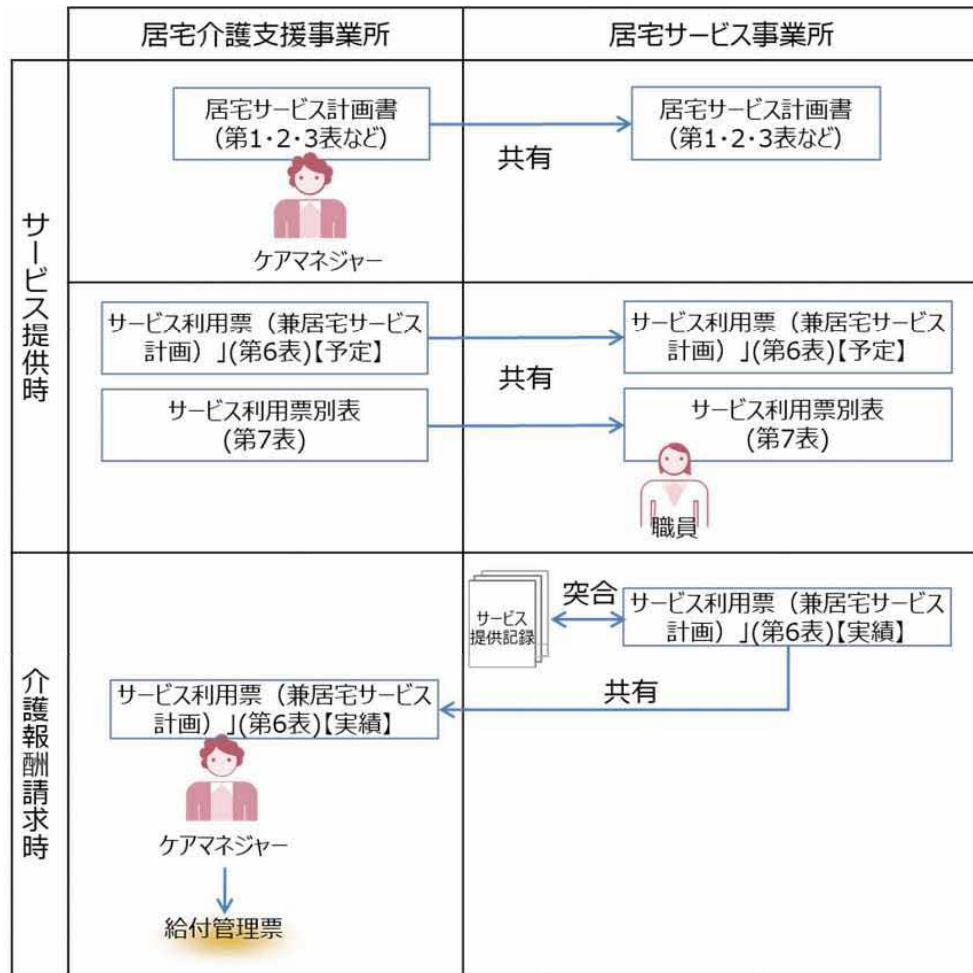 居宅介護支援事業所
居宅サービス事業所
サービス提供時
居宅サービス計画書
(第1・2・3表など)
共有
居宅サービス計画書
(第1・2・3表など)
ケアマネジャー
サービス利用票（兼居宅サービス
計画）」(第6表)【予定】
共有
サービス利用票（兼居宅サービス
計画）」(第6表)【予定】
サービス利用票別表
(第7表)
サービス利用票別表
(第7表)
職員
介護報酬請求時
サービス
提供記録
突合
サービス利用票（兼居宅サービス
計画）」(第6表)【実績】
共有
サービス利用票（兼居宅サービス
計画）」(第6表)【実績】
ケアマネジャー
給付管理票